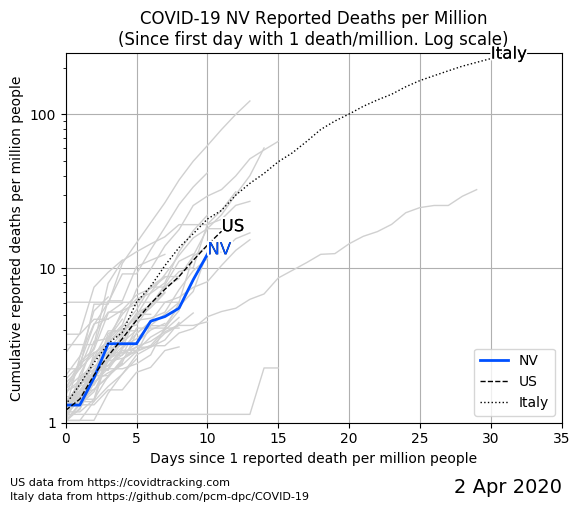 COVID-19 NV Reported Deaths per Million
(Since first day with 1 death/million. Log scale)
Italy
100
US
NV
10
1
Cumulative reported deaths per million people
NV
US
Italy
0 5 10 15 20 25 30 35
Days since 1 reported death per million people
US data from https://covidtracking.com
Italy data from https://github.com/pcm-dpc/COVID-19
2 Apr 2020